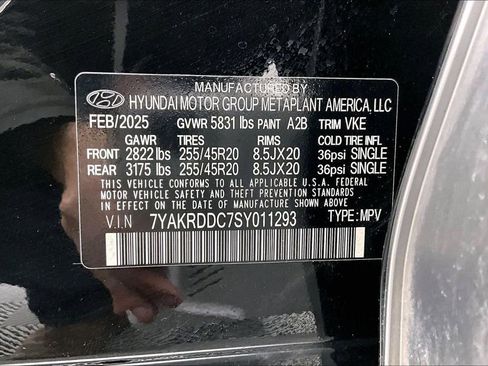 MANUFACTURED BY
HYUNDAI MOTOR GROUP METAPLANT AMERICA, LLC
FEB/2025 GVWR 5831 lbs PAINT A2B TRIM VKE
GAWR TIRES RIMS COLD TIRE INFL
FRONT 2822 lbs 255/45R20 8.5JX20 36psi SINGLE
REAR 3175 lbs 255/45R20 8.5JX20 36psi SINGLE
THIS VEHICLE CONFORMS TO ALL APPLICABLE U.S.A. FEDERAL
MOTOR VEHICLE SAFETY AND THEFT PREVENTION STANDARDS IN
EFFECT ON THE DATE OF MANUFACTURE SHOWN ABOVE.
V.I.N 7YAKRDDC7SY011293 TYPE:MPV